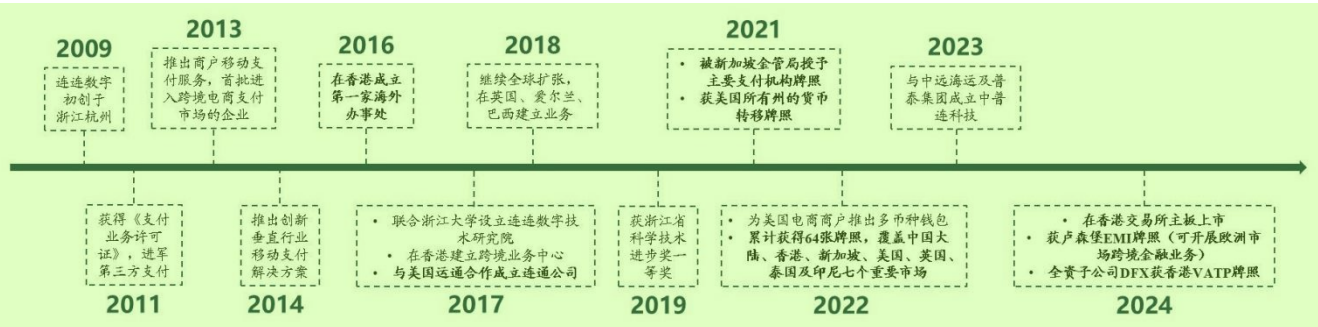 2009
连连数字
初创于
浙江杭州
2013
推出商户移动支
付服务，首批进
入跨境电商支付
市场的企业
2016
在香港成立
第一家海外
办事处
2018
继续全球扩张，
在英国、爱尔兰、
巴西建立业务
2021
• 被新加坡金管局授予
主要支付机构牌照
• 获美国所有州的货币
转移牌照
2023
与中远海运及普
泰集团成立中普
连科技
获得《支付
业务许可
证》，进军
第三方支付
2011
推出创新
垂直行业
移动支付
解决方案
2014
• 联合浙江大学设立连连数字技
术研究院
• 在香港建立跨境业务中心
• 与美国运通合作成立连通公司
2017
获浙江省
科学技术
进步奖一
等奖
2019
• 为美国电商商户推出多币种钱包
• 累计获得64张牌照，覆盖中国大
陆、香港、新加坡、美国、英国、
泰国及印尼七个重要市场
2022
• 在香港交易所主板上市
• 获卢森堡EMI牌照（可开展欧洲市
场跨境金融业务）
• 全资子公司DFX获香港VATP牌照
2024